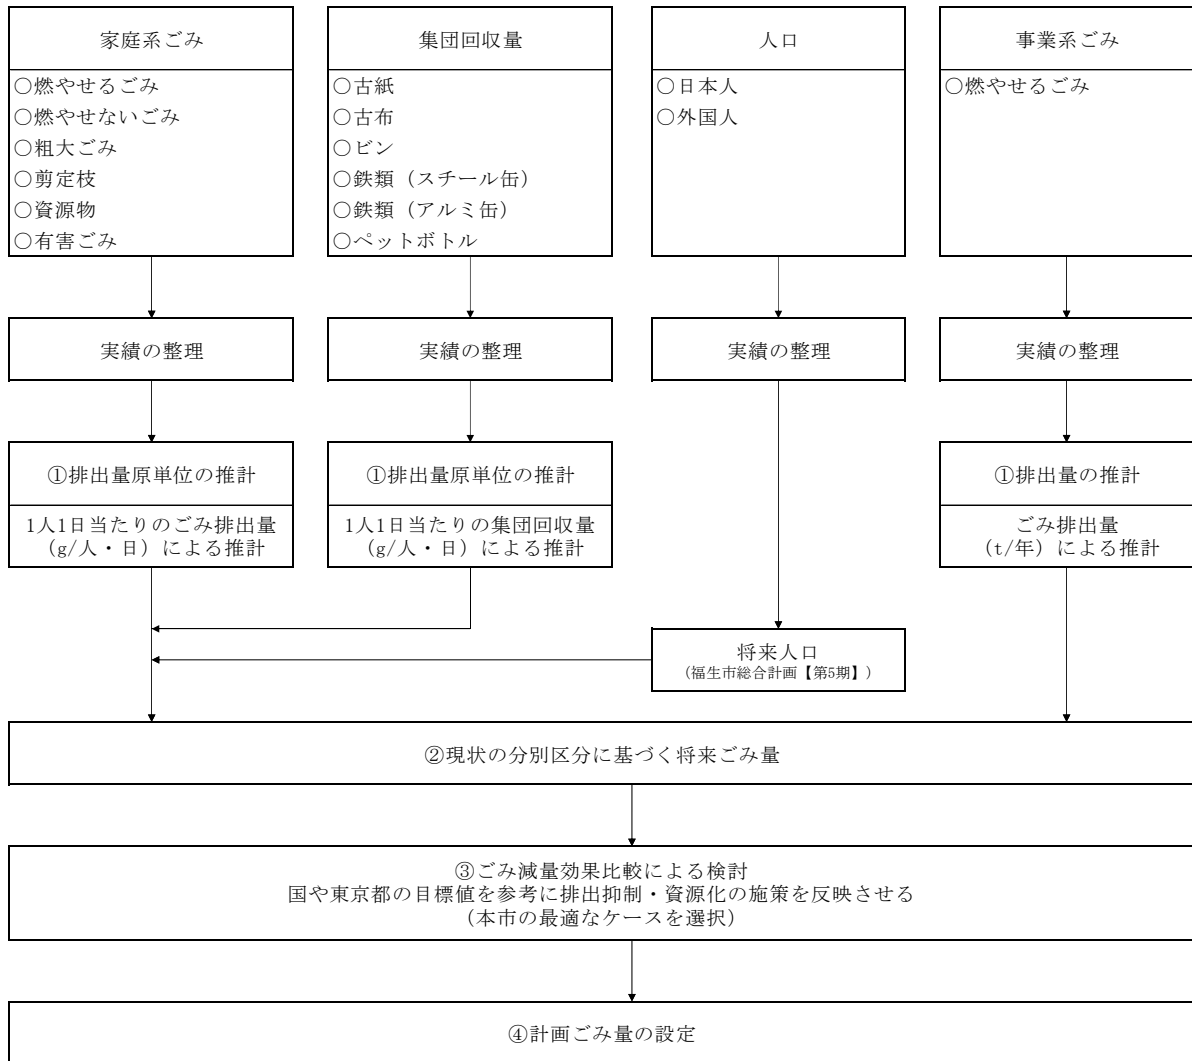 家庭系ごみ
○燃やせるごみ
○燃やせないごみ
○粗大ごみ
○剪定枝
○資源物
○有害ごみ
集団回収量
○古紙
○古布
○ビン
○鉄類（スチール缶）
○鉄類（アルミ缶）
○ペットボトル
人口
○日本人
○外国人
事業系ごみ
○燃やせるごみ
実績の整理
実績の整理
実績の整理
実績の整理
①排出量原単位の推計
1人1日当たりのごみ排出量
（g/人・日）による推計
①排出量原単位の推計
1人1日当たりの集団回収量
（g/人・日）による推計
①排出量の推計
ごみ排出量
（t/年）による推計
将来人口
（福生市総合計画【第5期】）
②現状の分別区分に基づく将来ごみ量
③ごみ減量効果比較による検討
国や東京都の目標値を参考に排出抑制・資源化の施策を反映させる
（本市の最適なケースを選択）
④計画ごみ量の設定